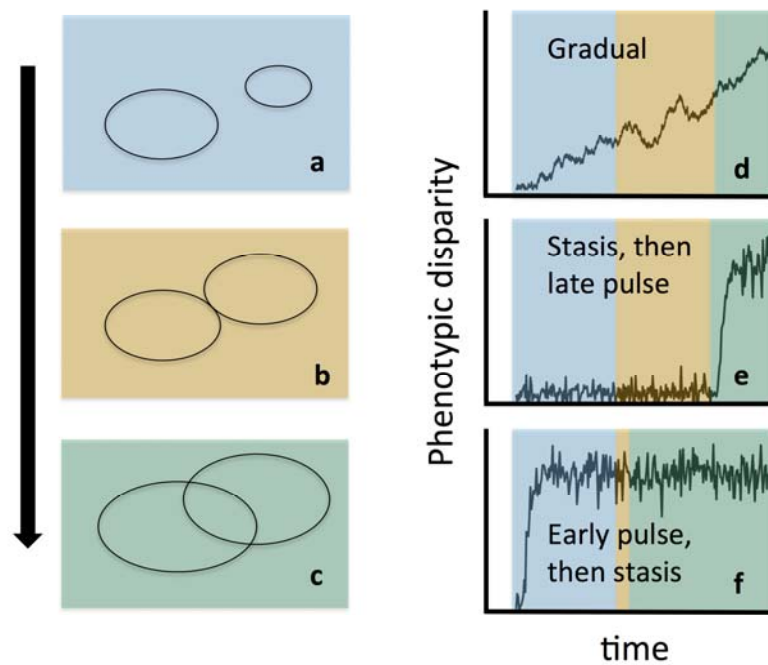 a
b
c
Phenotypic disparity
Gradual
d
Stasis, then
late pulse
e
Early pulse,
then stasis
f
time